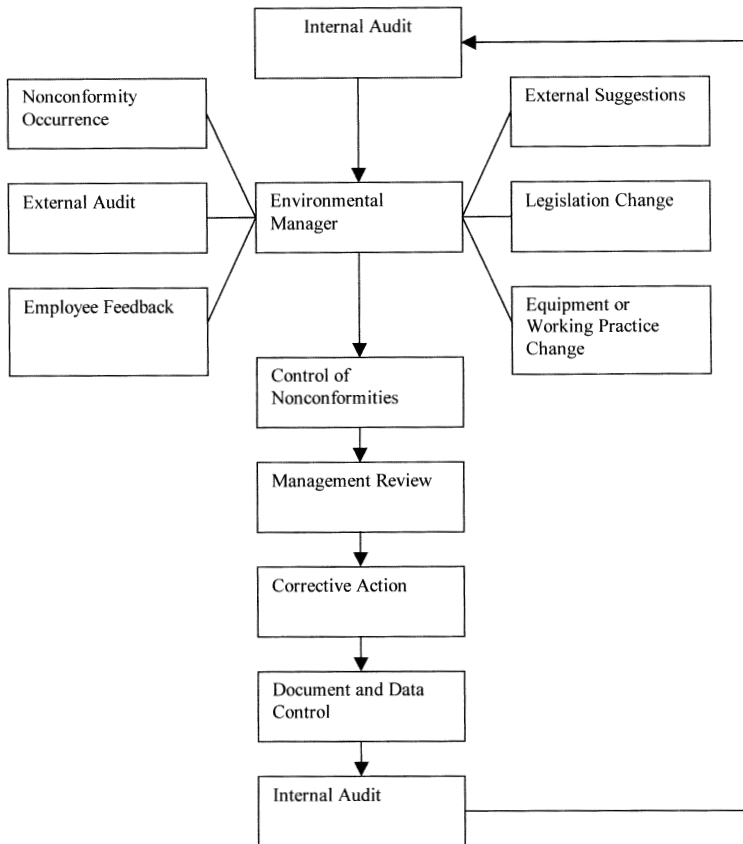 Internal Audit
Nonconformity
Occurrence
External Suggestions
External Audit
Environmental
Manager
Legislation Change
Employee Feedback
Equipment or
Working Practice
Change
Control of
Nonconformities
Management Review
Corrective Action
Document and Data
Control
Internal Audit